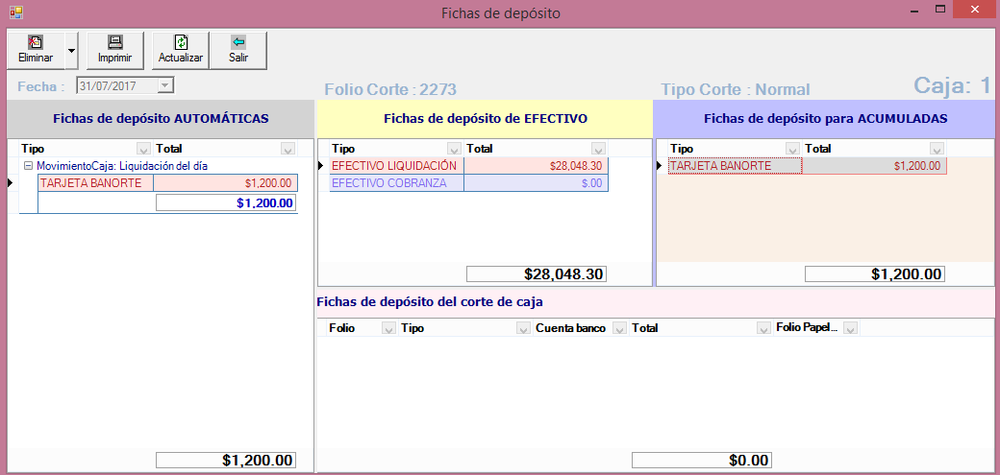 Fichas de depósito
Eliminar Imprimir Actualizar Salir
Fecha : 31/07/2017 Folio Corte : 2273 Tipo Corte : Normal Caja: 1
Fichas de depósito AUTOMÁTICAS
Tipo Total
MovimientoCaja: Liquidación del día
TARJETA BANORTE $1,200.00
$1,200.00
$1,200.00
Fichas de depósito de EFECTIVO
Tipo Total
EFECTIVO LIQUIDACIÓN $28,048.30
EFECTIVO COBRANZA $.00
$28,048.30
Fichas de depósito para ACUMULADAS
Tipo Total
TARJETA BANORTE $1,200.00
$1,200.00
Fichas de depósito del corte de caja
Folio Tipo Cuenta banco Total Folio Papel...
$0.00